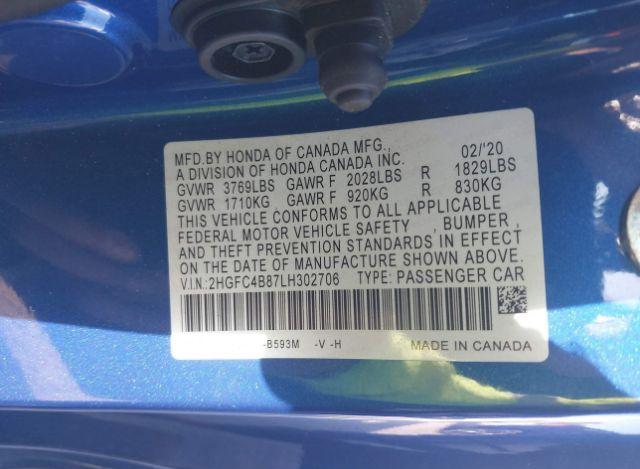 MFD.BY HONDA OF CANADA MFG., 02/'20
A DIVISION OF HONDA CANADA INC.
GVWR 3769LBS GAWR F 2028LBS R 1829LBS
GVWR 1710KG GAWR F 920KG R 830KG
THIS VEHICLE CONFORMS TO ALL APPLICABLE
FEDERAL MOTOR VEHICLE SAFETY , BUMPER,
AND THEFT PREVENTION STANDARDS IN EFFECT
ON THE DATE OF MANUFACTURE SHOWN ABOVE.
V.I.N:2HGFC4B87LH302706 TYPE: PASSENGER CAR
-B593M -V -H MADE IN CANADA